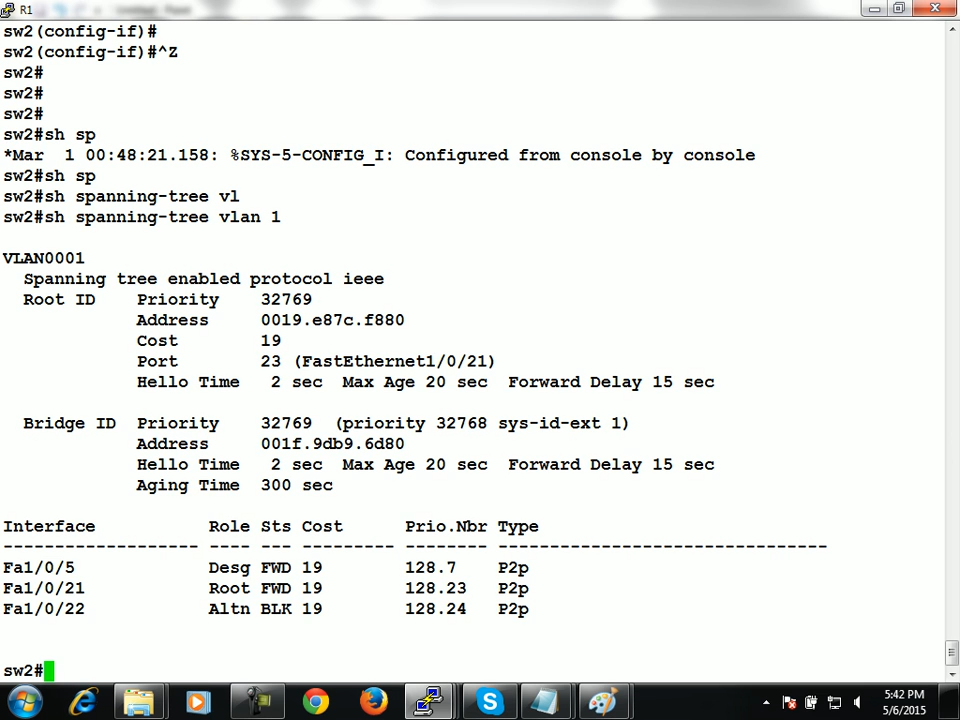 R1
sw2(config-if)#
sw2(config-if)#^Z
sw2#
sw2#
sw2#
sw2#sh sp
*Mar  1 00:48:21.158: %SYS-5-CONFIG_I: Configured from console by console
sw2#sh sp
sw2#sh spanning-tree vl
sw2#sh spanning-tree vlan 1
VLAN0001
  Spanning tree enabled protocol ieee
  Root ID    Priority    32769
             Address     0019.e87c.f880
             Cost        19
             Port        23 (FastEthernet1/0/21)
             Hello Time   2 sec  Max Age 20 sec  Forward Delay 15 sec
  Bridge ID  Priority    32769  (priority 32768 sys-id-ext 1)
             Address     001f.9db9.6d80
             Hello Time   2 sec  Max Age 20 sec  Forward Delay 15 sec
             Aging Time  300 sec
Interface           Role Sts Cost      Prio.Nbr Type
------------------- ---- --- --------- -------- --------------------------------
Fa1/0/5             Desg FWD 19        128.7    P2p
Fa1/0/21            Root FWD 19        128.23   P2p
Fa1/0/22            Altn BLK 19        128.24   P2p
sw2#
5:42 PM
5/6/2015